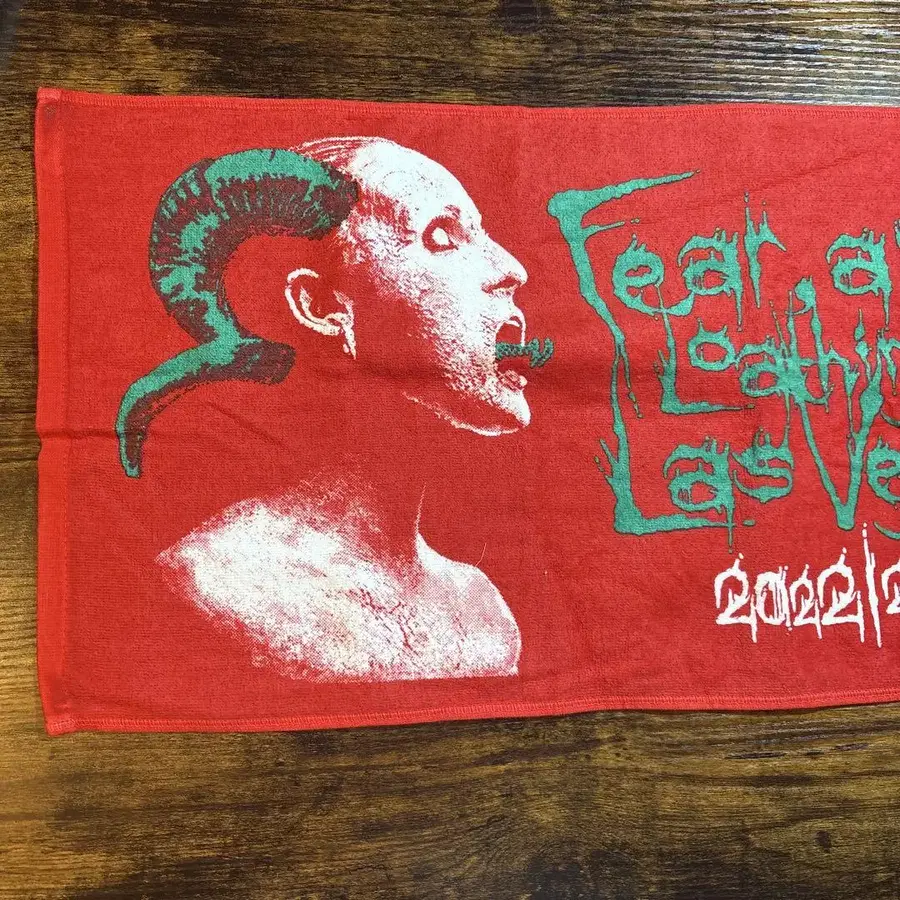 Fear, a
Loathin
Las Ve
2022/2